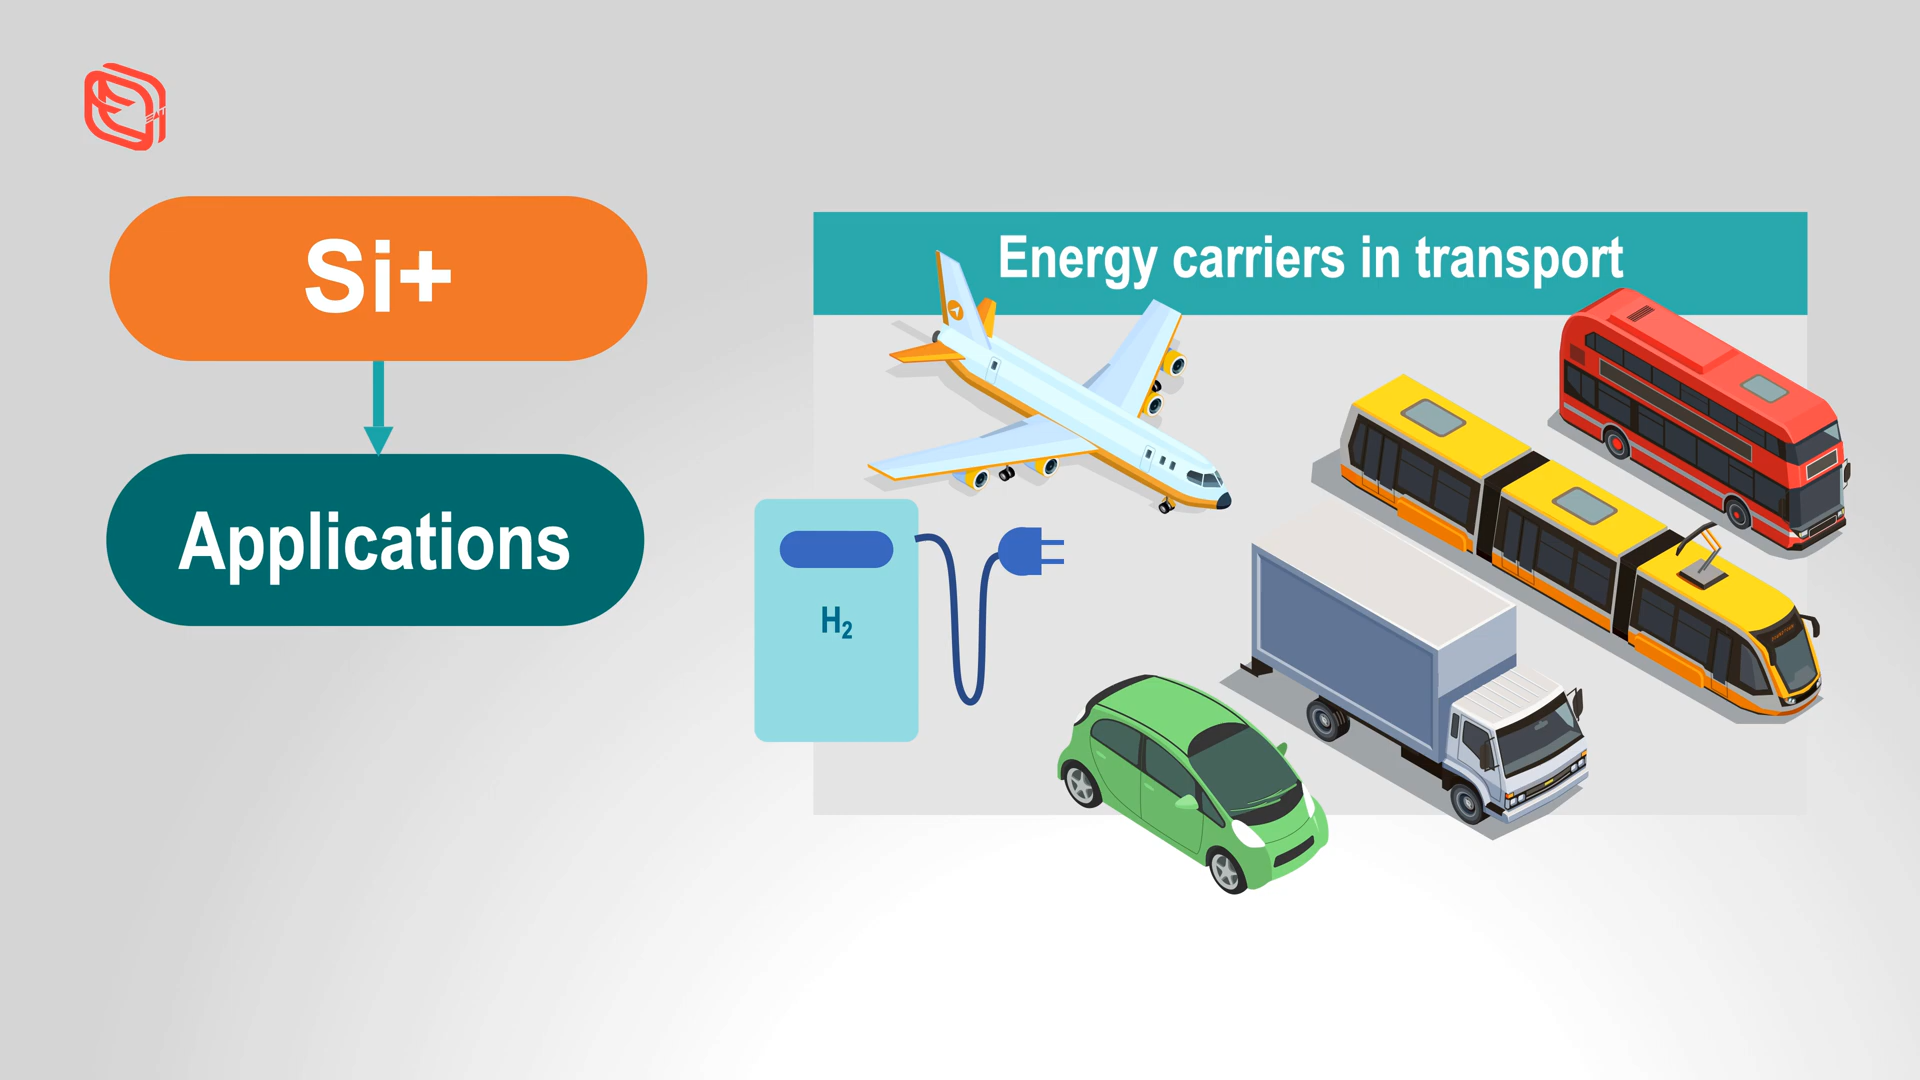 Si+
Applications
Energy carriers in transport
H₂